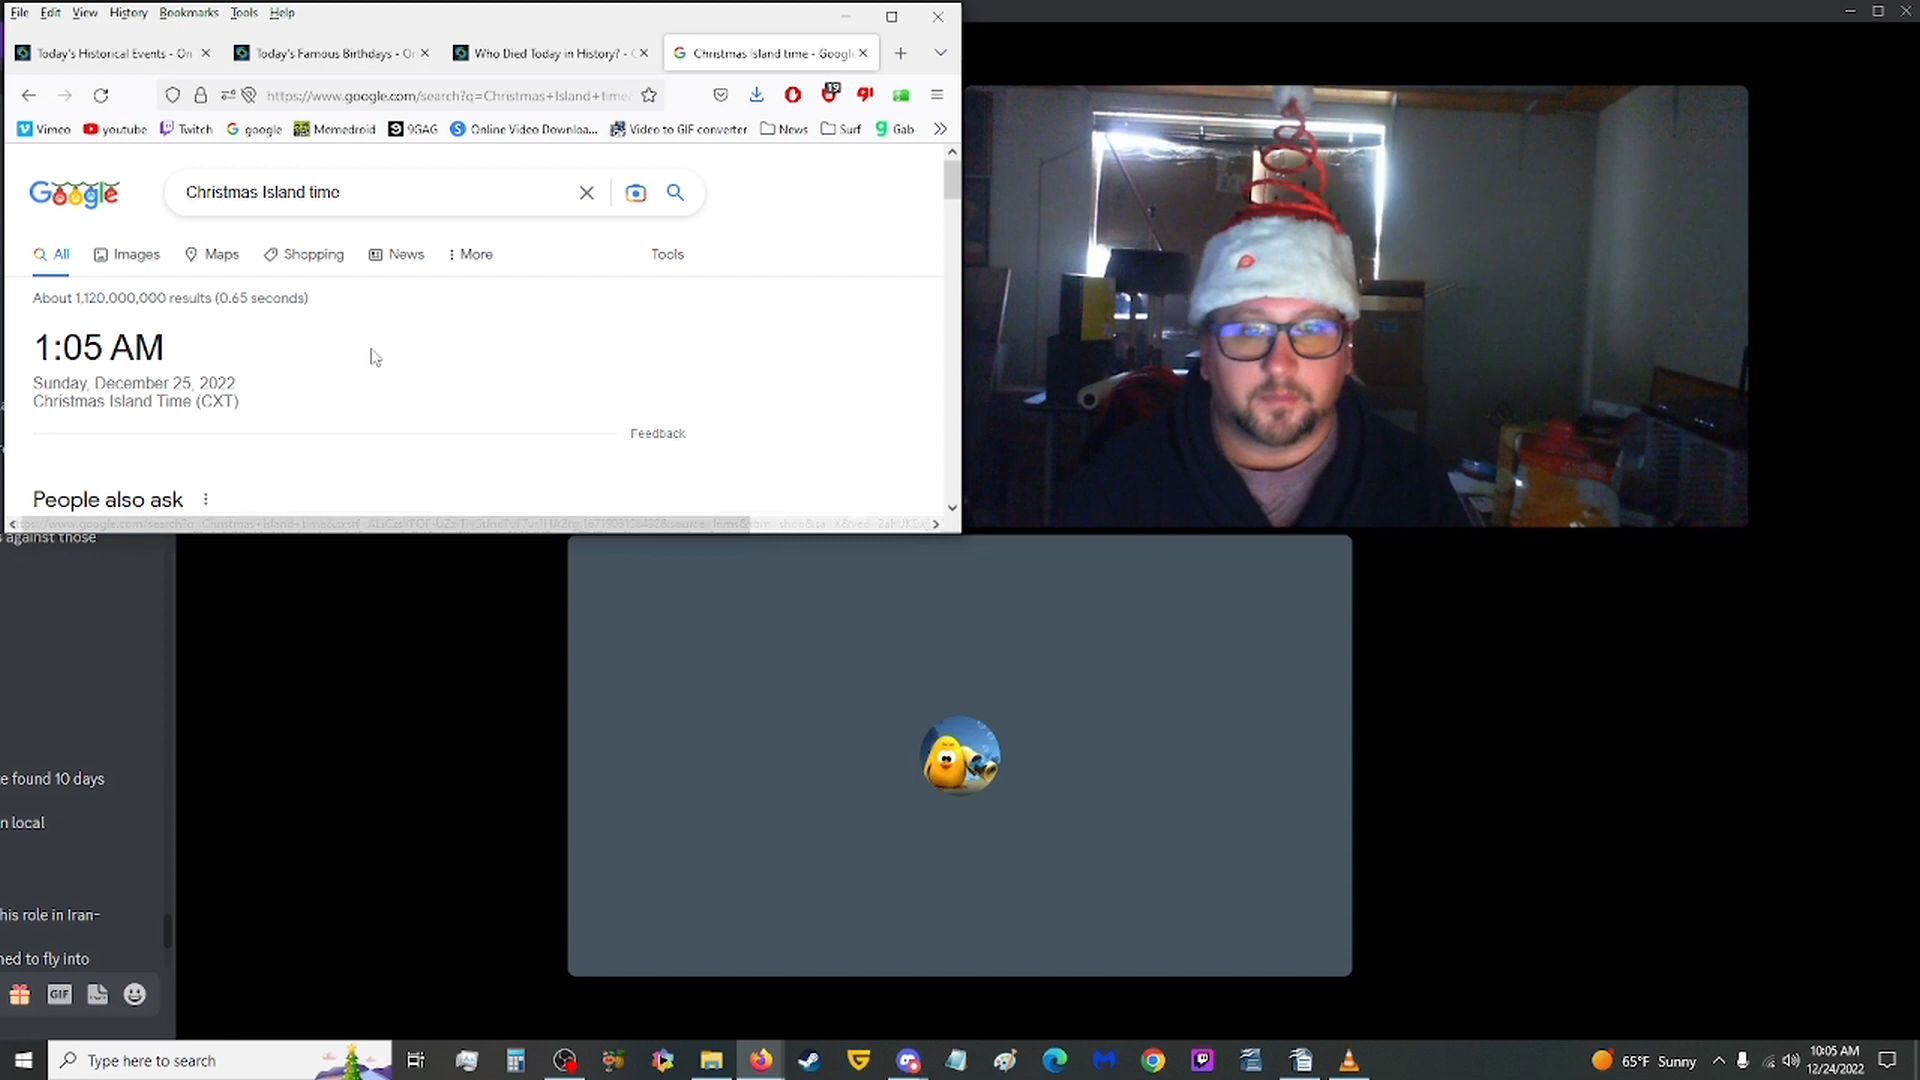 File Edit View History Bookmarks Tools Help
Today's Historical Events - On
Today's Famous Birthdays - On
Who Died Today in History? -
Christmas Island time - Google
https://www.google.com/search?q=Christmas+Island+time
19
Vimeo youtube Twitch google Memedroid 9GAG Online Video Downloa... Video to GIF converter News Surf Gab
Google
Christmas Island time
All Images Maps Shopping News More Tools
About 1,120,000,000 results (0.65 seconds)
1:05 AM
Sunday, December 25, 2022
Christmas Island Time (CXT)
Feedback
People also ask
against those
e found 10 days
n local
his role in Iran-
ned to fly into
GIF
Type here to search
65°F Sunny
10:05 AM
12/24/2022